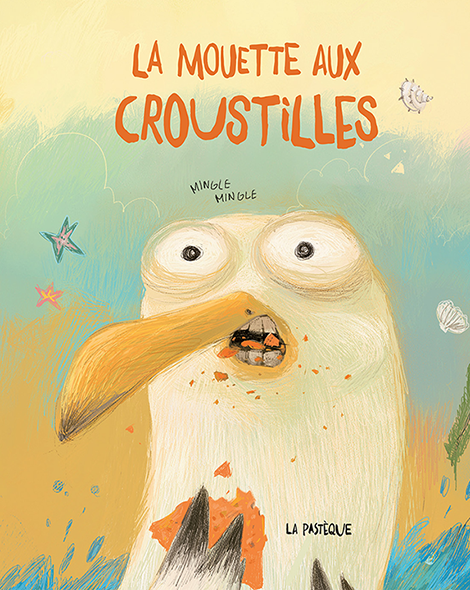 LA MOUETTE AUX
CROUSTILLES
MINGLE
MINGLE
LA PASTÈQUE